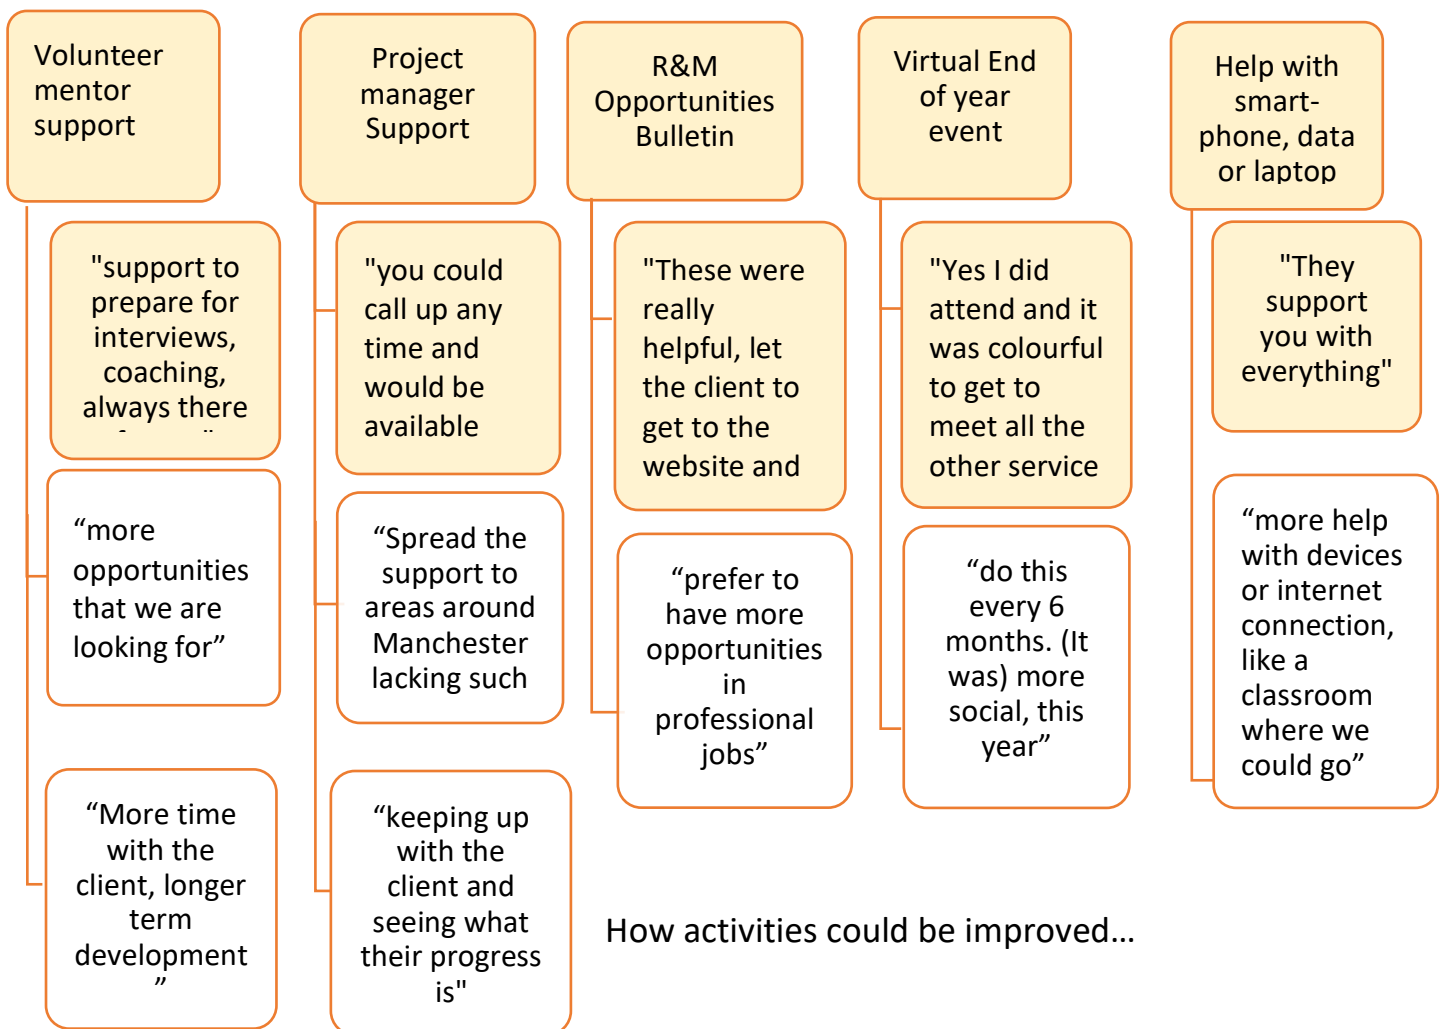 Volunteer
mentor
support
"support to
prepare for
interviews,
coaching,
always there
“more
opportunities
that we are
looking for”
“More time
with the
client, longer
term
development
”
Project
manager
Support
"you could
call up any
time and
would be
available
“Spread the
support to
areas around
Manchester
lacking such
“keeping up
with the
client and
seeing what
their progress
is"
R&M
Opportunities
Bulletin
"These were
really
helpful, let
the client to
get to the
website and
“prefer to
have more
opportunities
in
professional
jobs”
Virtual End
of year
event
"Yes I did
attend and it
was colourful
to get to
meet all the
other service
“do this
every 6
months. (It
was) more
social, this
year”
Help with
smart-
phone, data
or laptop
"They
support
you with
everything"
“more help
with devices
or internet
connection,
like a
classroom
where we
could go”
How activities could be improved…